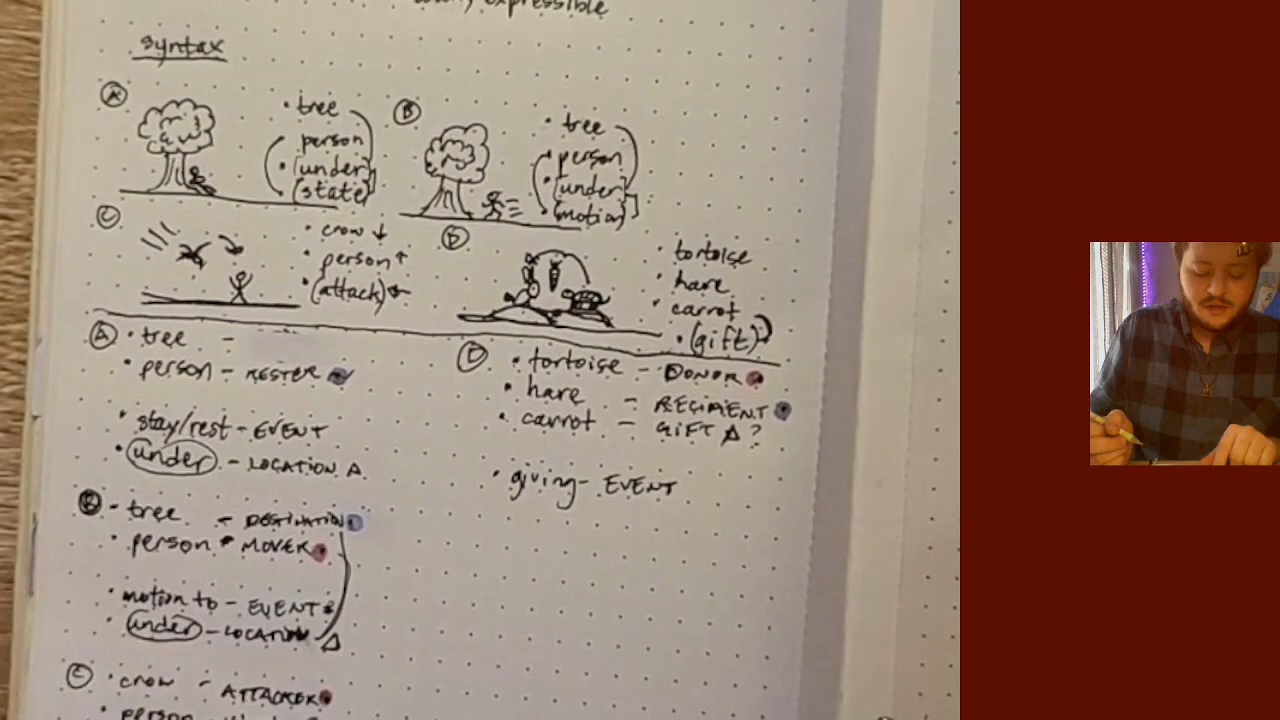 expressible
syntax
A
• tree
person
• (under)
(state)
B
• tree
person
• (under)
• (motion)
C
• crow ↓
• person ↑
• (attack)
D
• tortoise
• hare
• carrot
• (gift)
A • tree –
• person – RESTER
• stay/rest – EVENT
• under – LOCATION Δ
B – tree – DESTINATION
• person • MOVER
• motion to – EVENT
• under – LOCATION Δ
C • crow – ATTACKER
• person –
D • tortoise – DONOR
• hare – RECIPIENT
• carrot – GIFT Δ ?
• giving – EVENT